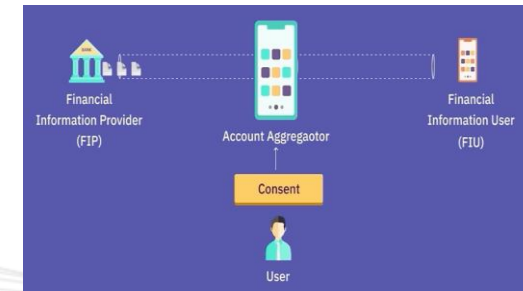 Financial
Information Provider
(FIP)
Account Aggregaotor
Financial
Information User
(FIU)
Consent
User